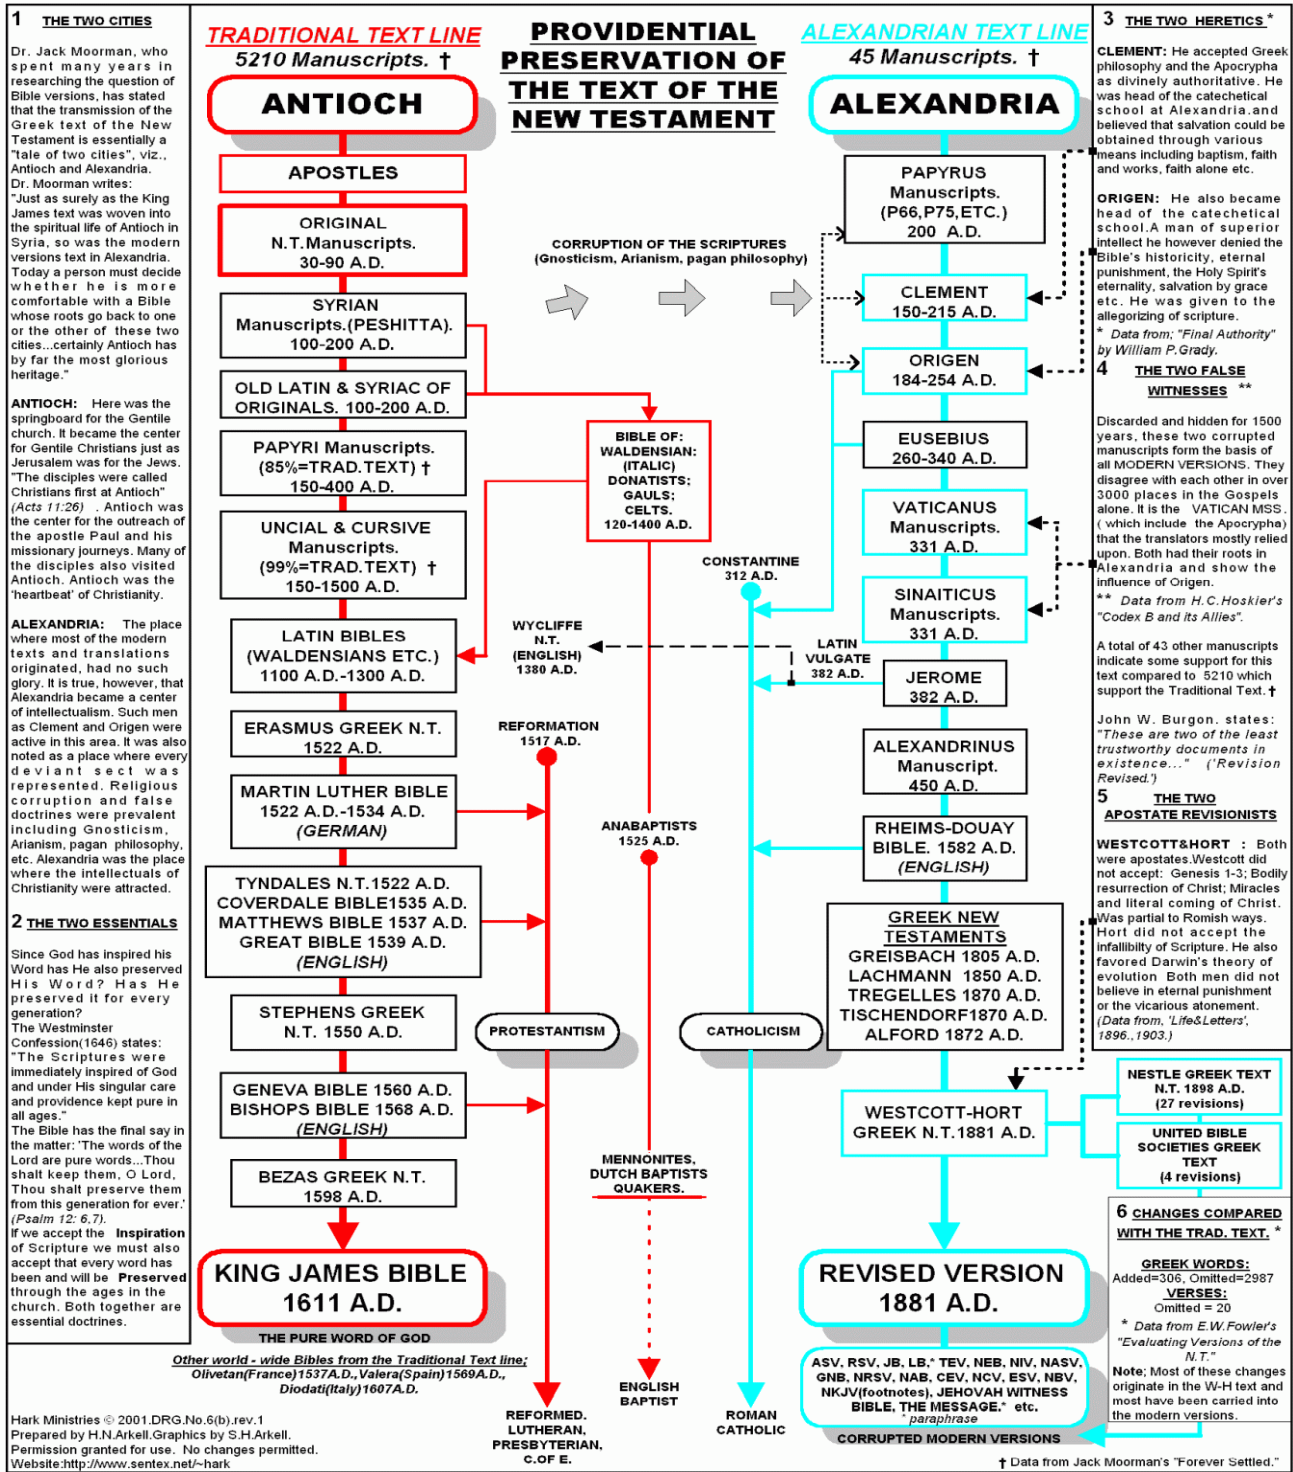 1 THE TWO CITIES
Dr. Jack Moorman, who
spent many years in
researching the question of
Bible versions, has stated
that the transmission of the
Greek text of the New
Testament is essentially a
"tale of two cities", viz.,
Antioch and Alexandria.
Dr. Moorman writes:
"Just as surely as the King
James text was woven into
the spiritual life of Antioch in
Syria, so was the modern
versions text in Alexandria.
Today a person must decide
whether he is more
comfortable with a Bible
whose roots go back to one
or the other of these two
cities...certainly Antioch has
by far the most glorious
heritage."
ANTIOCH: Here was the
springboard for the Gentile
church. It became the center
for Gentile Christians just as
Jerusalem was for the Jews.
"The disciples were called
Christians first at Antioch"
(Acts 11:26) . Antioch was
the center for the outreach of
the apostle Paul and his
missionary journeys. Many of
the disciples also visited
Antioch. Antioch was the
'heartbeat' of Christianity.
ALEXANDRIA: The place
where most of the modern
texts and translations
originated, had no such
glory. It is true, however, that
Alexandria became a center
of intellectualism. Such men
as Clement and Origen were
active in this area. It was also
noted as a place where every
deviant sect was
represented. Religious
corruption and false
doctrines were prevalent
including Gnosticism,
Arianism, pagan philosophy,
etc. Alexandria was the place
where the intellectuals of
Christianity were attracted.
2 THE TWO ESSENTIALS
Since God has inspired his
Word has He also preserved
His Word? Has He
preserved it for every
generation?
The Westminster
Confession(1646) states:
"The Scriptures were
immediately inspired of God
and under His singular care
and providence kept pure in
all ages."
The Bible has the final say in
the matter: 'The words of the
Lord are pure words...Thou
shalt keep them, O Lord,
Thou shalt preserve them
from this generation for ever.'
(Psalm 12: 6,7).
If we accept the Inspiration
of Scripture we must also
accept that every word has
been and will be Preserved
through the ages in the
church. Both together are
essential doctrines.
TRADITIONAL TEXT LINE
5210 Manuscripts. †
ANTIOCH
APOSTLES
ORIGINAL
N.T.Manuscripts.
30-90 A.D.
SYRIAN
Manuscripts.(PESHITTA).
100-200 A.D.
OLD LATIN & SYRIAC OF
ORIGINALS. 100-200 A.D.
PAPYRI Manuscripts.
(85%=TRAD.TEXT) †
150-400 A.D.
UNCIAL & CURSIVE
Manuscripts.
(99%=TRAD.TEXT) †
150-1500 A.D.
LATIN BIBLES
(WALDENSIANS ETC.)
1100 A.D.-1300 A.D.
ERASMUS GREEK N.T.
1522 A.D.
MARTIN LUTHER BIBLE
1522 A.D.-1534 A.D.
(GERMAN)
TYNDALES N.T.1522 A.D.
COVERDALE BIBLE1535 A.D.
MATTHEWS BIBLE 1537 A.D.
GREAT BIBLE 1539 A.D.
(ENGLISH)
STEPHENS GREEK
N.T. 1550 A.D.
GENEVA BIBLE 1560 A.D.
BISHOPS BIBLE 1568 A.D.
(ENGLISH)
BEZAS GREEK N.T.
1598 A.D.
KING JAMES BIBLE
1611 A.D.
THE PURE WORD OF GOD
Other world - wide Bibles from the Traditional Text line;
Olivetan(France)1537A.D.,Valera(Spain)1569A.D.,
Diodati(Italy)1607A.D.
Hark Ministries © 2001.DRG.No.6(b).rev.1
Prepared by H.N.Arkell.Graphics by S.H.Arkell.
Permission granted for use. No changes permitted.
Website:http://www.sentex.net/~hark
PROVIDENTIAL
PRESERVATION OF
THE TEXT OF THE
NEW TESTAMENT
CORRUPTION OF THE SCRIPTURES
(Gnosticism, Arianism, pagan philosophy)
BIBLE OF:
WALDENSIAN:
(ITALIC)
DONATISTS;
GAULS;
CELTS.
120-1400 A.D.
WYCLIFFE
N.T.
(ENGLISH)
1380 A.D.
REFORMATION
1517 A.D.
ANABAPTISTS
1525 A.D.
PROTESTANTISM
MENNONITES,
DUTCH BAPTISTS
QUAKERS.
REFORMED.
LUTHERAN,
PRESBYTERIAN,
C.OF E.
ENGLISH
BAPTIST
CONSTANTINE
312 A.D.
LATIN
VULGATE
382 A.D.
CATHOLICISM
ROMAN
CATHOLIC
ALEXANDRIAN TEXT LINE
45 Manuscripts. †
ALEXANDRIA
PAPYRUS
Manuscripts.
(P66,P75,ETC.)
200 A.D.
CLEMENT
150-215 A.D.
ORIGEN
184-254 A.D.
EUSEBIUS
260-340 A.D.
VATICANUS
Manuscripts.
331 A.D.
SINAITICUS
Manuscripts.
331 A.D.
JEROME
382 A.D.
ALEXANDRINUS
Manuscript.
450 A.D.
RHEIMS-DOUAY
BIBLE. 1582 A.D.
(ENGLISH)
GREEK NEW
TESTAMENTS
GREISBACH 1805 A.D.
LACHMANN 1850 A.D.
TREGELLES 1870 A.D.
TISCHENDORF1870 A.D.
ALFORD 1872 A.D.
WESTCOTT-HORT
GREEK N.T.1881 A.D.
REVISED VERSION
1881 A.D.
ASV, RSV, JB, LB,* TEV, NEB, NIV, NASV,
GNB, NRSV, NAB, CEV, NCV, ESV, NBV,
NKJV(footnotes), JEHOVAH WITNESS
BIBLE, THE MESSAGE.* etc.
* paraphrase
CORRUPTED MODERN VERSIONS
3 THE TWO HERETICS *
CLEMENT: He accepted Greek
philosophy and the Apocrypha
as divinely authoritative. He
was head of the catechetical
school at Alexandria.and
believed that salvation could be
obtained through various
means including baptism, faith
and works, faith alone etc.
ORIGEN: He also became
head of the catechetical
school.A man of superior
intellect he however denied the
Bible's historicity, eternal
punishment, the Holy Spirit's
eternality, salvation by grace
etc. He was given to the
allegorizing of scripture.
* Data from; "Final Authority"
by William P.Grady.
4 THE TWO FALSE
WITNESSES **
Discarded and hidden for 1500
years, these two corrupted
manuscripts form the basis of
all MODERN VERSIONS. They
disagree with each other in over
3000 places in the Gospels
alone. It is the VATICAN MSS.
( which include the Apocrypha)
that the translators mostly relied
upon. Both had their roots in
Alexandria and show the
influence of Origen.
** Data from H.C.Hoskier's
"Codex B and its Allies".
A total of 43 other manuscripts
indicate some support for this
text compared to 5210 which
support the Traditional Text. †
John W. Burgon. states:
"These are two of the least
trustworthy documents in
existence..." ('Revision
Revised.')
5 THE TWO
APOSTATE REVISIONISTS
WESTCOTT&HORT : Both
were apostates.Westcott did
not accept: Genesis 1-3; Bodily
resurrection of Christ; Miracles
and literal coming of Christ.
Was partial to Romish ways.
Hort did not accept the
infallibity of Scripture. He also
favored Darwin's theory of
evolution Both men did not
believe in eternal punishment
or the vicarious atonement.
(Data from, 'Life&Letters',
1896.,1903.)
NESTLE GREEK TEXT
N.T. 1898 A.D.
(27 revisions)
UNITED BIBLE
SOCIETIES GREEK
TEXT
(4 revisions)
6 CHANGES COMPARED
WITH THE TRAD. TEXT. *
GREEK WORDS:
Added=306, Omitted=2987
VERSES:
Omitted = 20
* Data from E.W.Fowler's
"Evaluating Versions of the
N.T."
Note; Most of these changes
originate in the W-H text and
most have been carried into
the modern versions.
† Data from Jack Moorman's "Forever Settled."